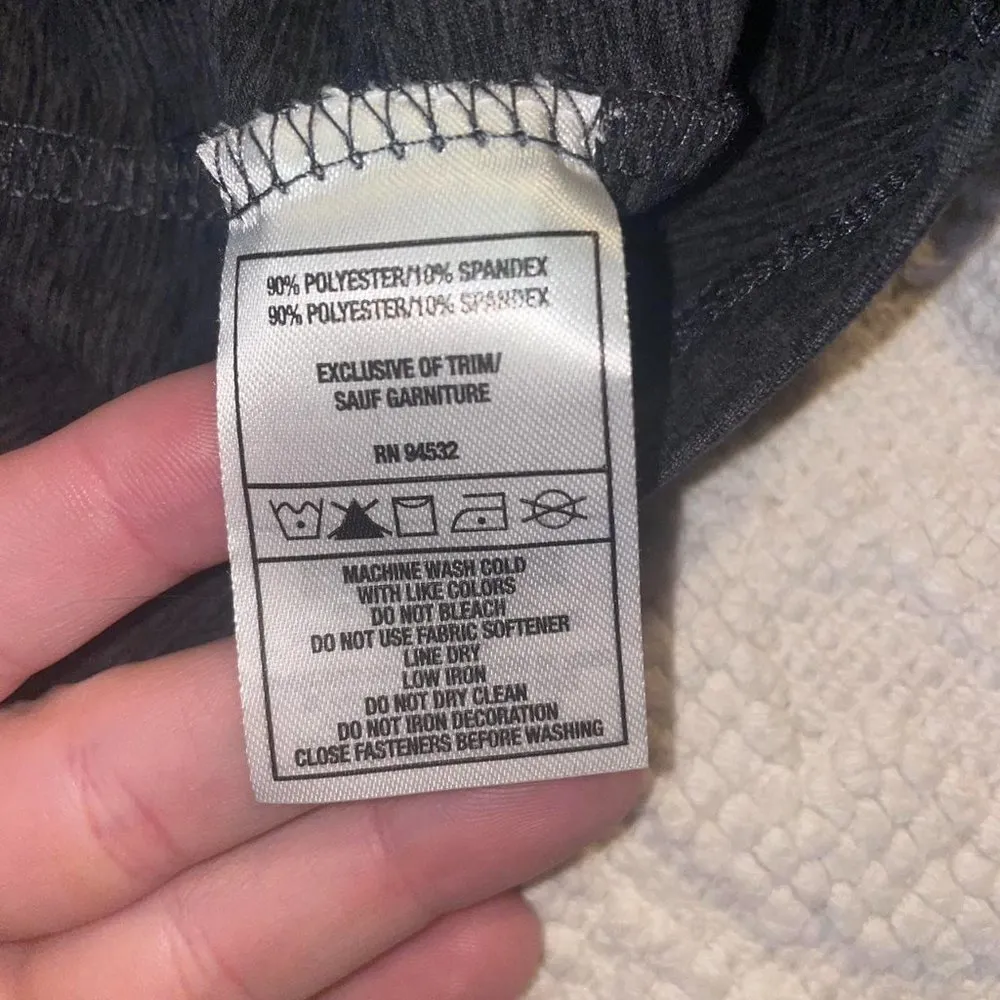 90% POLYESTER/10% SPANDEX
90% POLYESTER/10% SPANDEX
EXCLUSIVE OF TRIM/
SAUF GARNITURE
RN 94532
MACHINE WASH COLD
WITH LIKE COLORS
DO NOT BLEACH
DO NOT USE FABRIC SOFTENER
LINE DRY
LOW IRON
DO NOT DRY CLEAN
DO NOT IRON DECORATION
CLOSE FASTENERS BEFORE WASHING